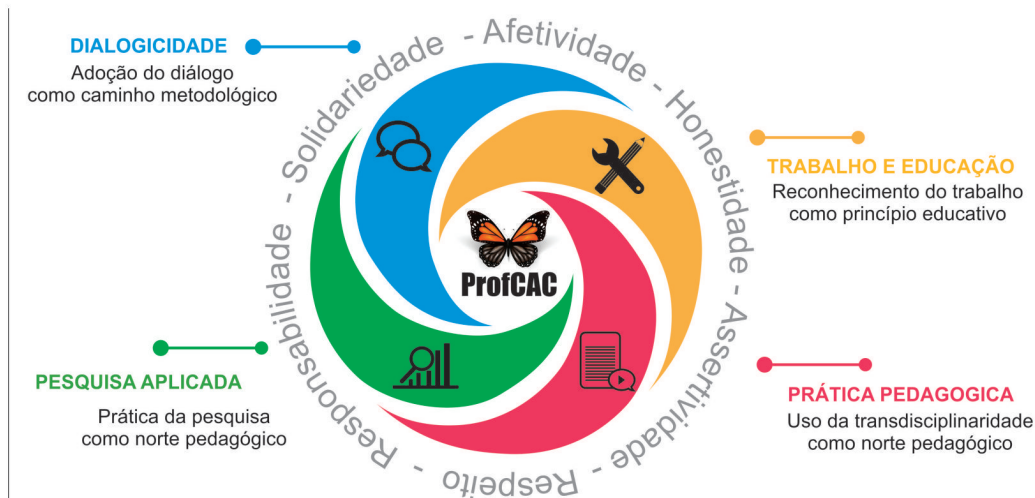 DIALOGICIDADE
Adoção do diálogo
como caminho metodológico
TRABALHO E EDUCAÇÃO
Reconhecimento do trabalho
como princípio educativo
PESQUISA APLICADA
Prática da pesquisa
como norte pedagógico
PRÁTICA PEDAGOGICA
Uso da transdisciplinaridade
como norte pedagógico
ProfCAC
Responsabilidade - Solidariedade - Afetividade - Honestidade - Asssertividade - Respeito -